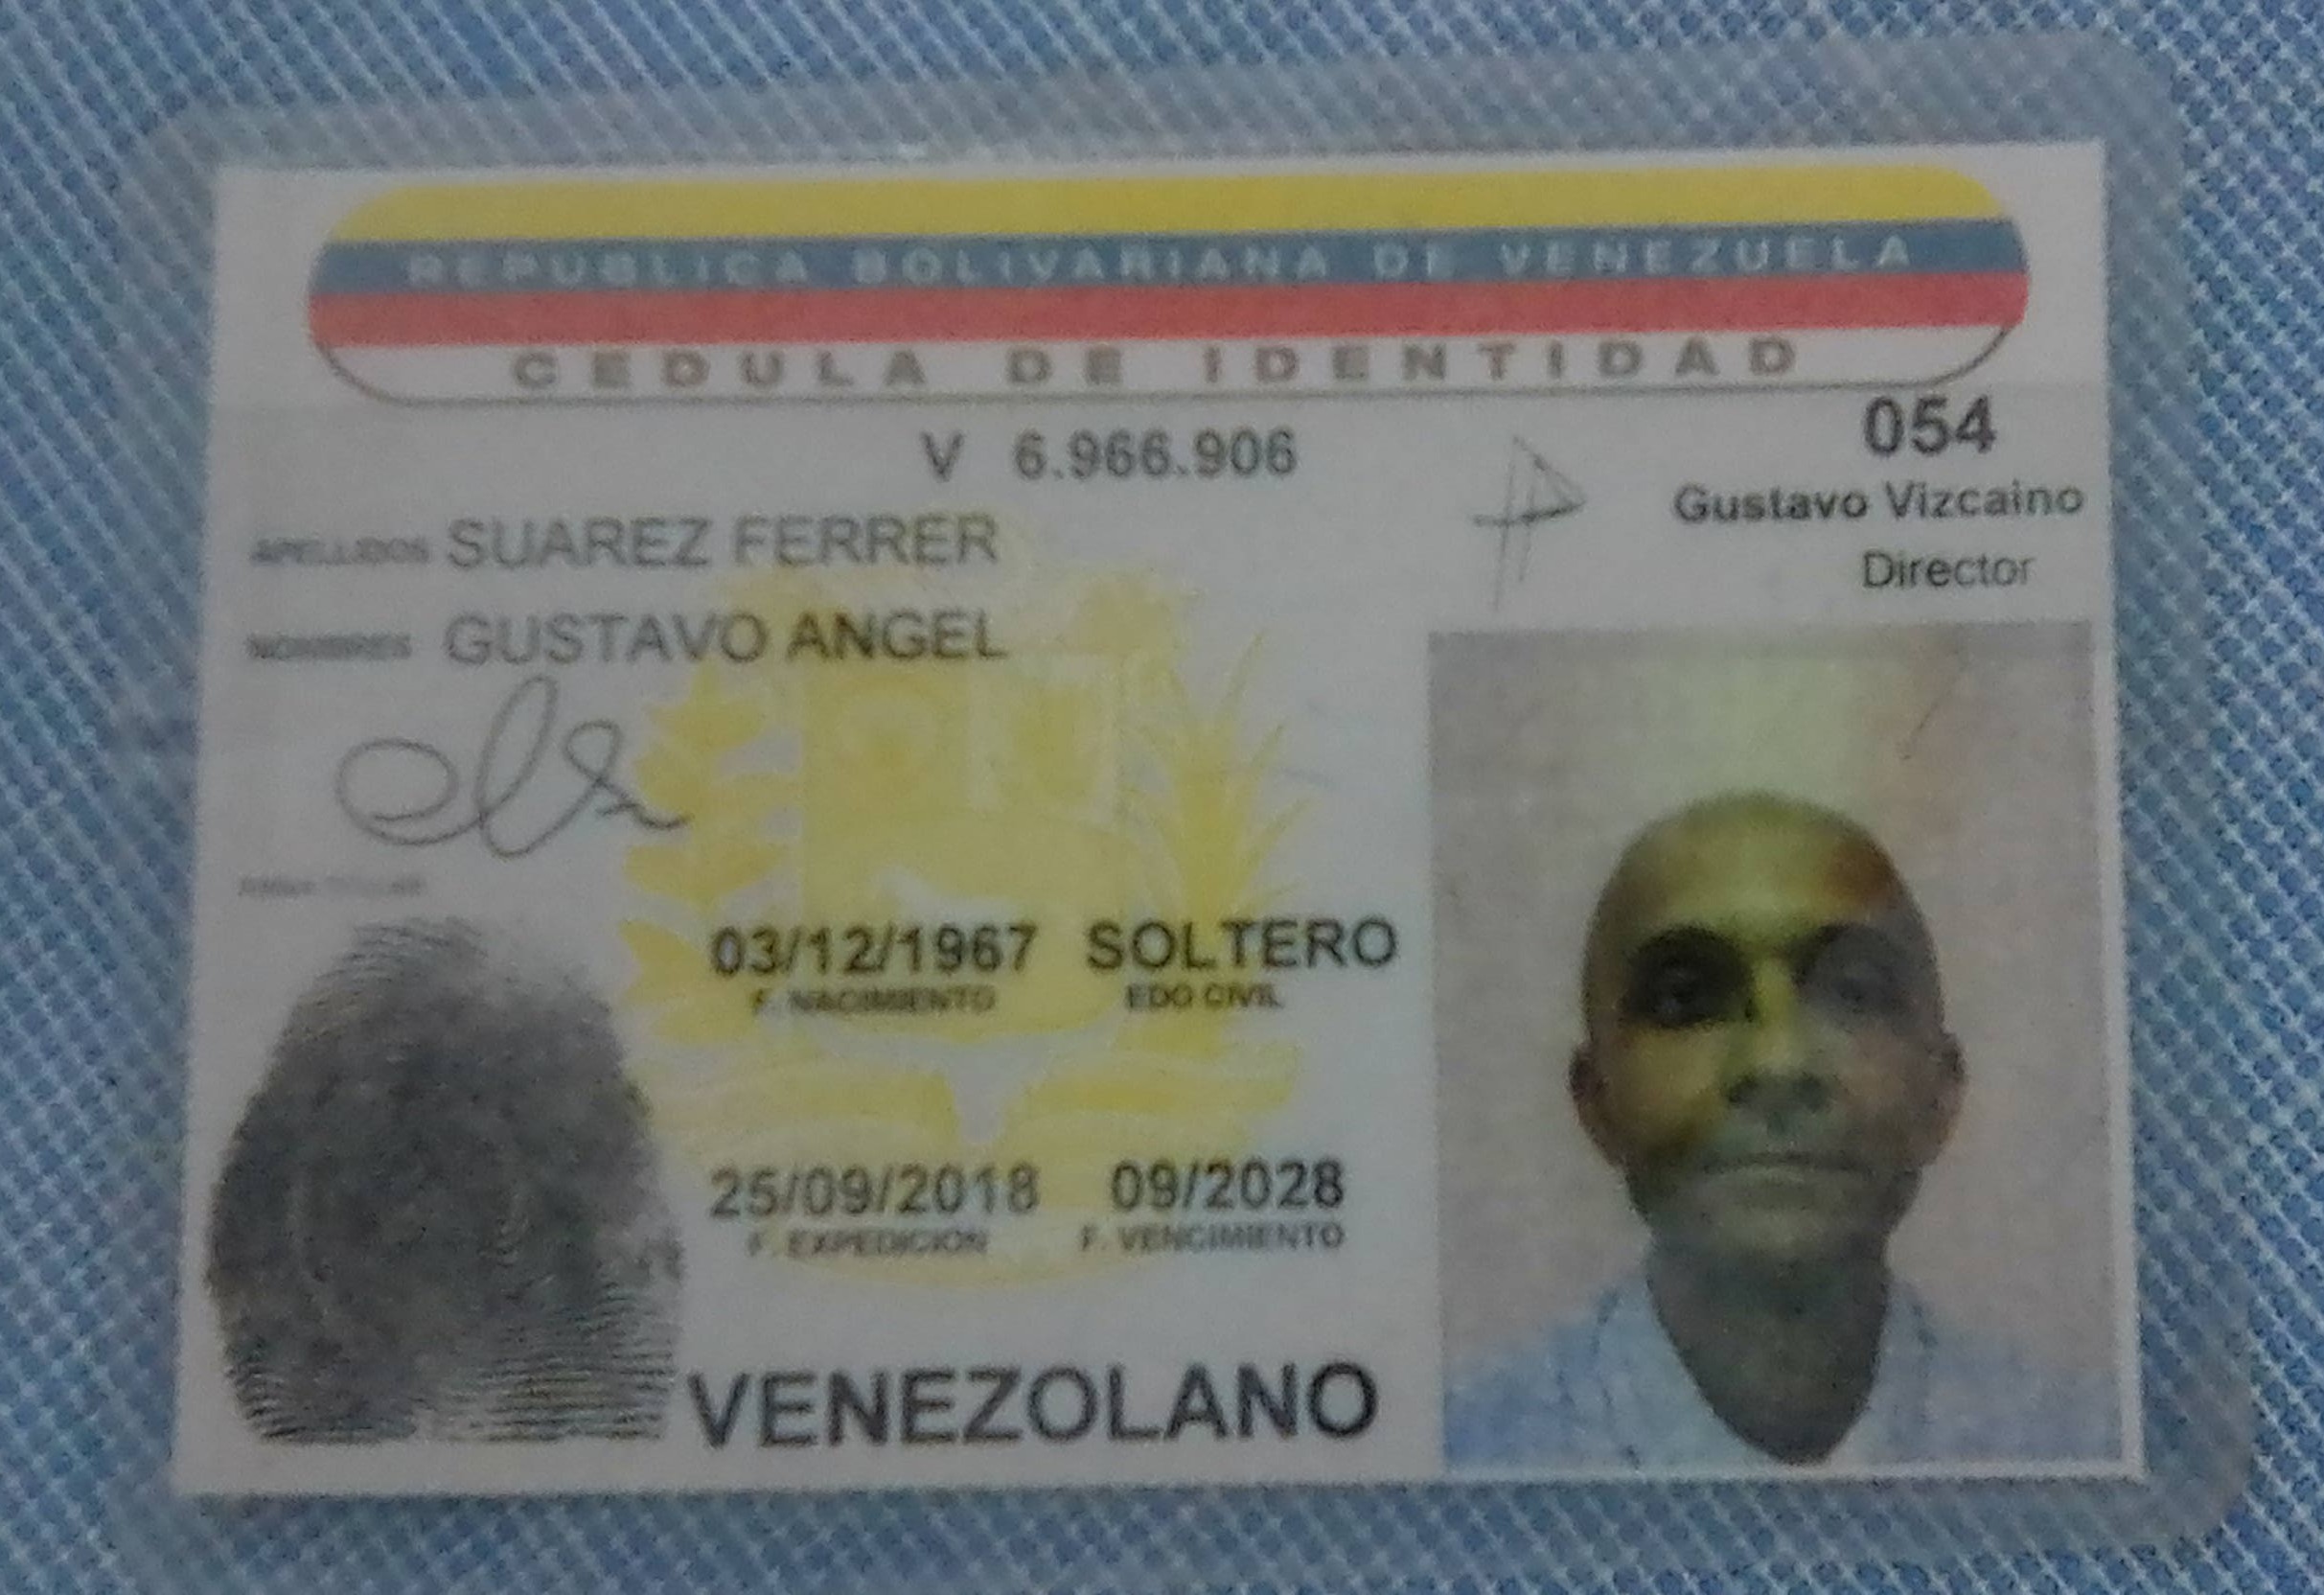 REPUBLICA BOLIVARIANA DE VENEZUELA
CEDULA DE IDENTIDAD
V 6.966.906
054
Gustavo Vizcaino
Director
APELLIDOS SUAREZ FERRER
NOMBRES GUSTAVO ANGEL
FIRMA TITULAR
03/12/1967 SOLTERO
F. NACIMIENTO EDO CIVIL
25/09/2018 09/2028
F. EXPEDICION F. VENCIMIENTO
VENEZOLANO